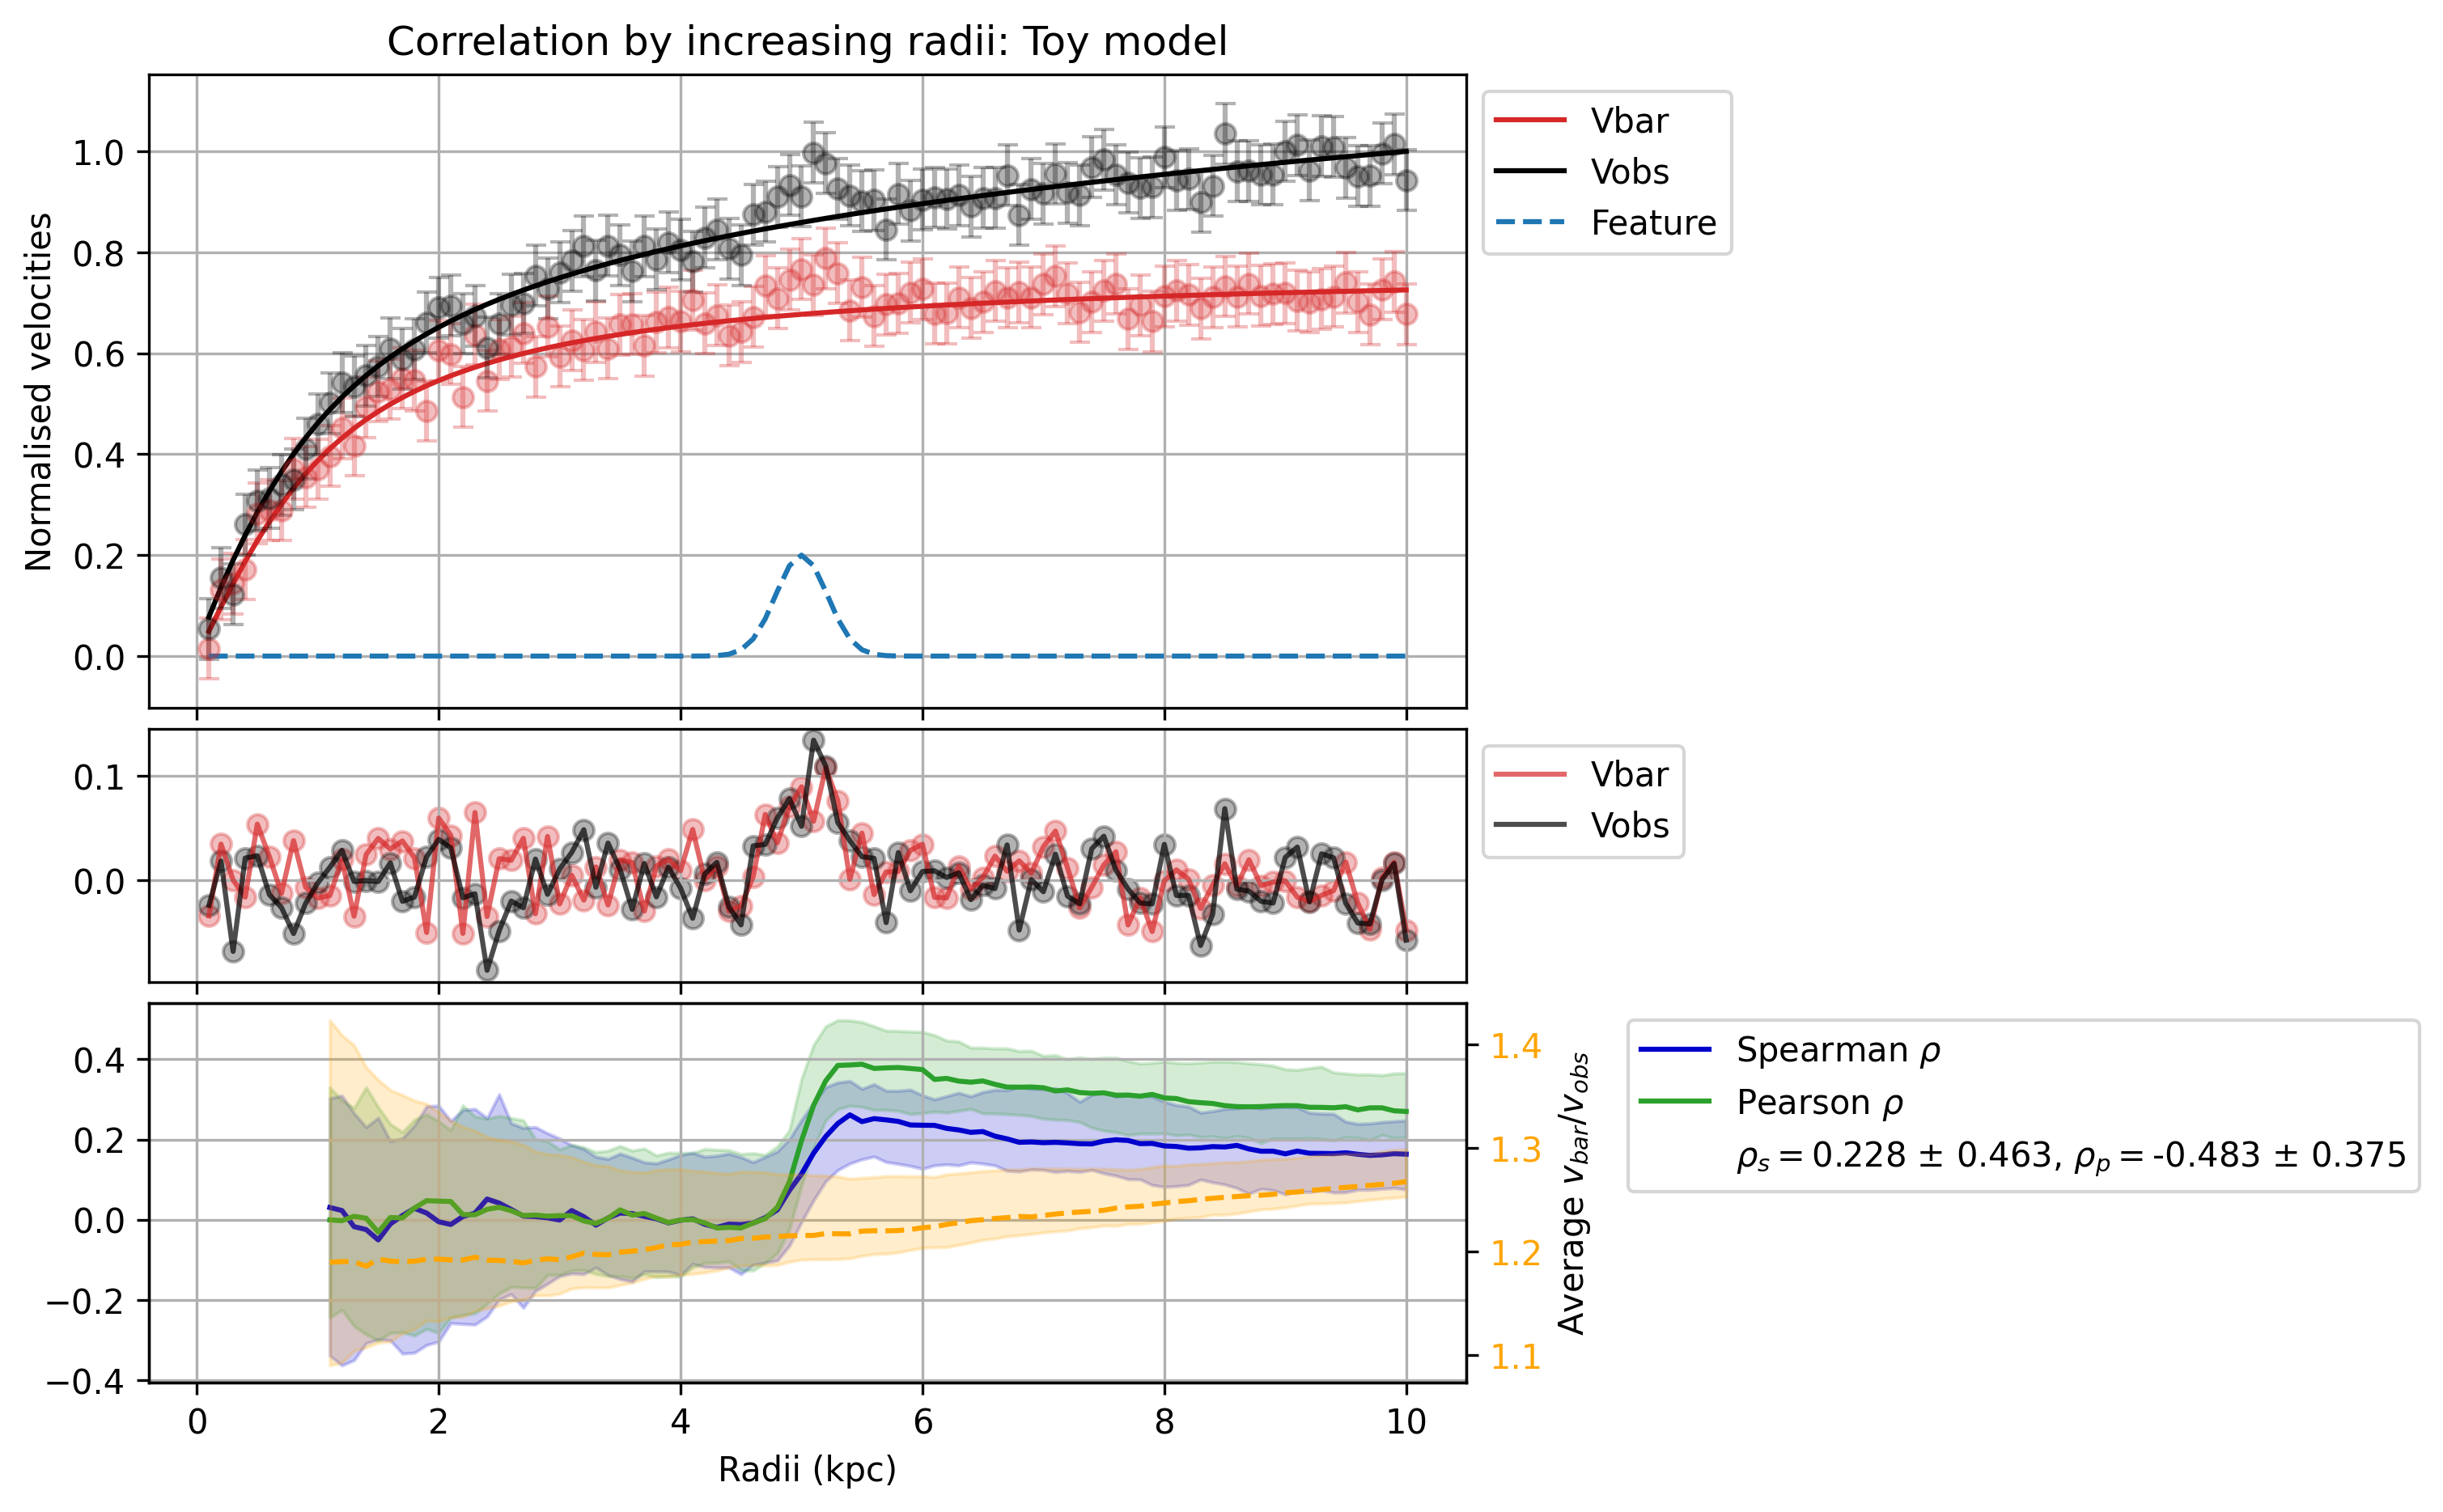 Correlation by increasing radii: Toy model
Normalised velocities
1.0
0.8
0.6
0.4
0.2
0.0
Vbar
Vobs
Feature
0.1
0.0
Vbar
Vobs
0.4
0.2
0.0
−0.2
−0.4
1.4
1.3
1.2
1.1
Average v_bar/v_obs
Spearman ρ
Pearson ρ
ρ_s = 0.228 ± 0.463, ρ_p = -0.483 ± 0.375
0 2 4 6 8 10
Radii (kpc)